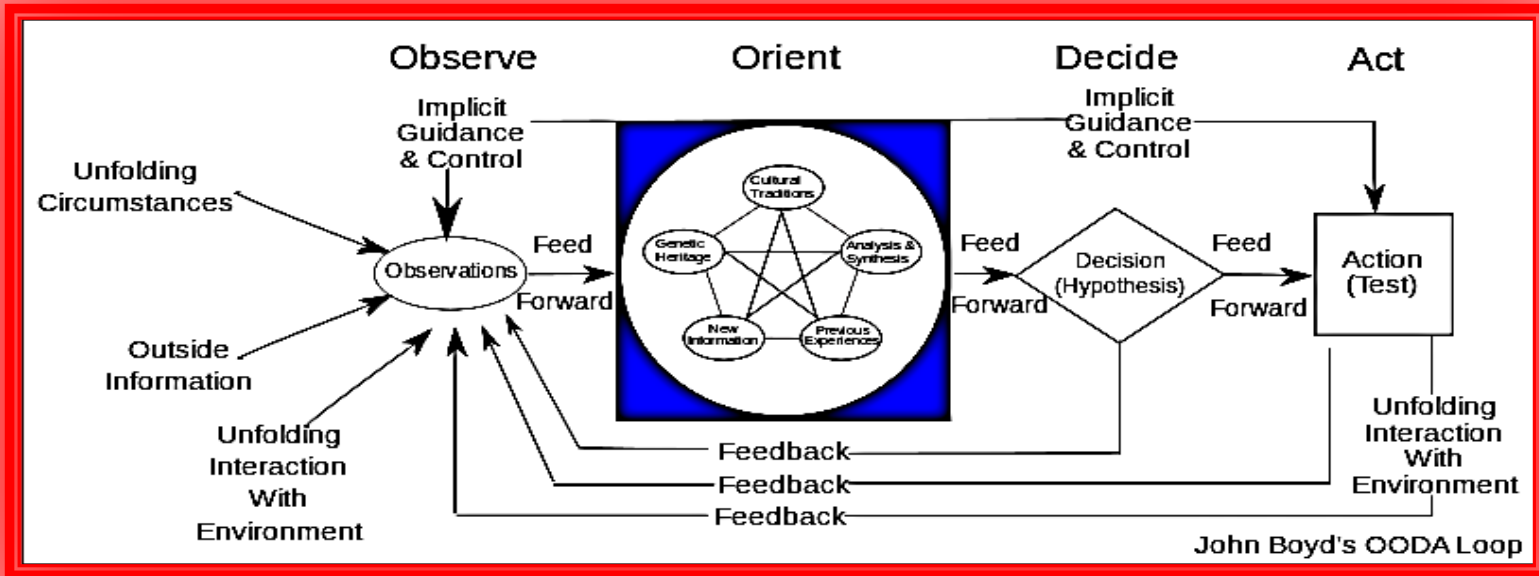 Observe
Orient
Decide
Act
Implicit
Guidance
& Control
Implicit
Guidance
& Control
Unfolding
Circumstances
Observations
Feed
Forward
Cultural
Traditions
Genetic
Heritage
Analysis &
Synthesis
New
Information
Previous
Experiences
Feed
Forward
Decision
(Hypothesis)
Feed
Forward
Action
(Test)
Outside
Information
Unfolding
Interaction
With
Environment
Feedback
Feedback
Feedback
Unfolding
Interaction
With
Environment
John Boyd's OODA Loop